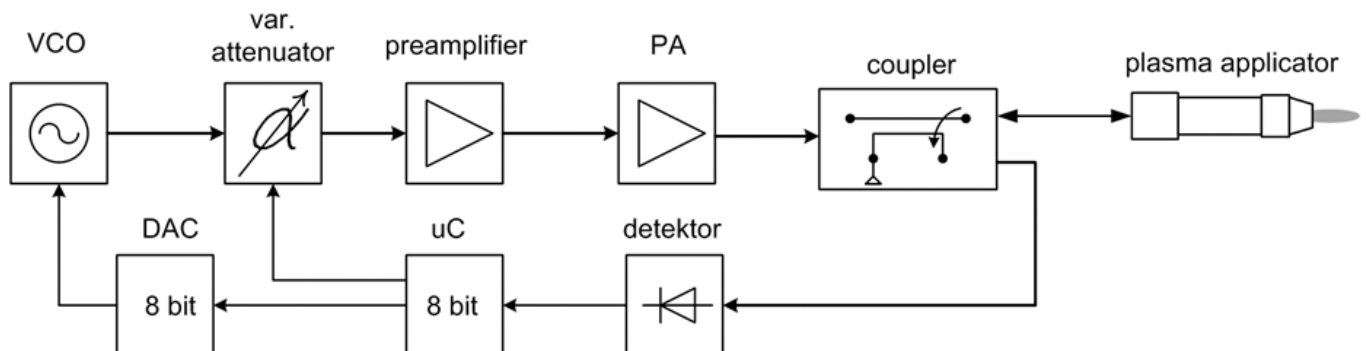 VCO
var.
attenuator
preamplifier
PA
coupler
plasma applicator
α
DAC
uC
detektor
8 bit
8 bit